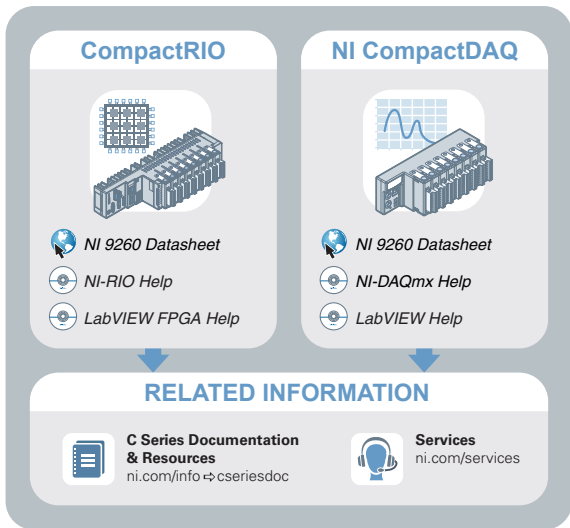 CompactRIO
NI 9260 Datasheet
NI-RIO Help
LabVIEW FPGA Help
NI CompactDAQ
NI 9260 Datasheet
NI-DAQmx Help
LabVIEW Help
RELATED INFORMATION
C Series Documentation
& Resources
ni.com/info ⇨ cseriesdoc
Services
ni.com/services